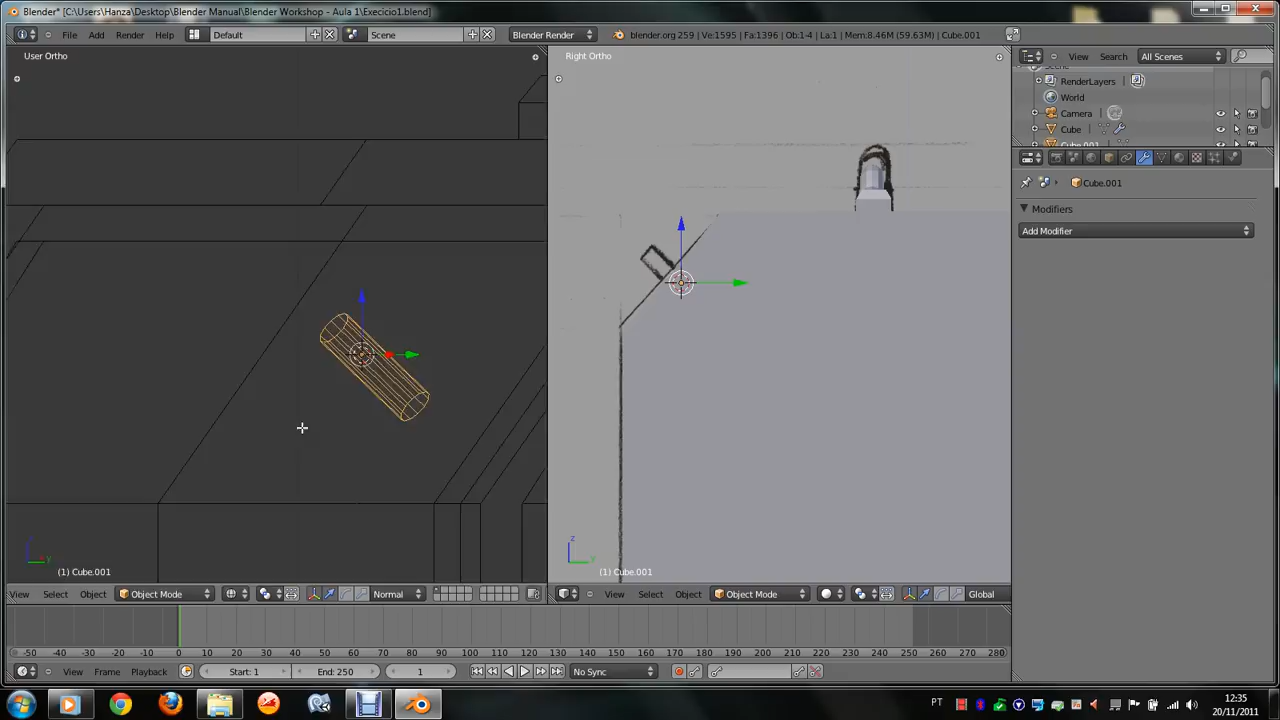 Blender* [C:\Users\Hanza\Desktop\Blender Manual\Blender Workshop - Aula 1\Execicio1.blend]
File Add Render Help Default Scene Blender Render blender.org 259 | Ve:1595 | Fa:1396 | Ob:1-4 | La:1 | Mem:8.46M (59.63M) | Cube.001
View Search All Scenes
User Ortho
Right Ortho
RenderLayers
World
Camera
Cube
Cube.001
Cube.001
Modifiers
Add Modifier
z
y
(1) Cube.001
(1) Cube.001
View Select Object Object Mode Normal
View Select Object Object Mode Global
-50 -40 -30 -20 -10 0 10 20 30 40 50 60 70 80 90 100 110 120 130 140 150 160 170 180 190 200 210 220 230 240 250 260 270 280
View Frame Playback Start: 1 End: 250 1 No Sync
PT
12:35
20/11/2011